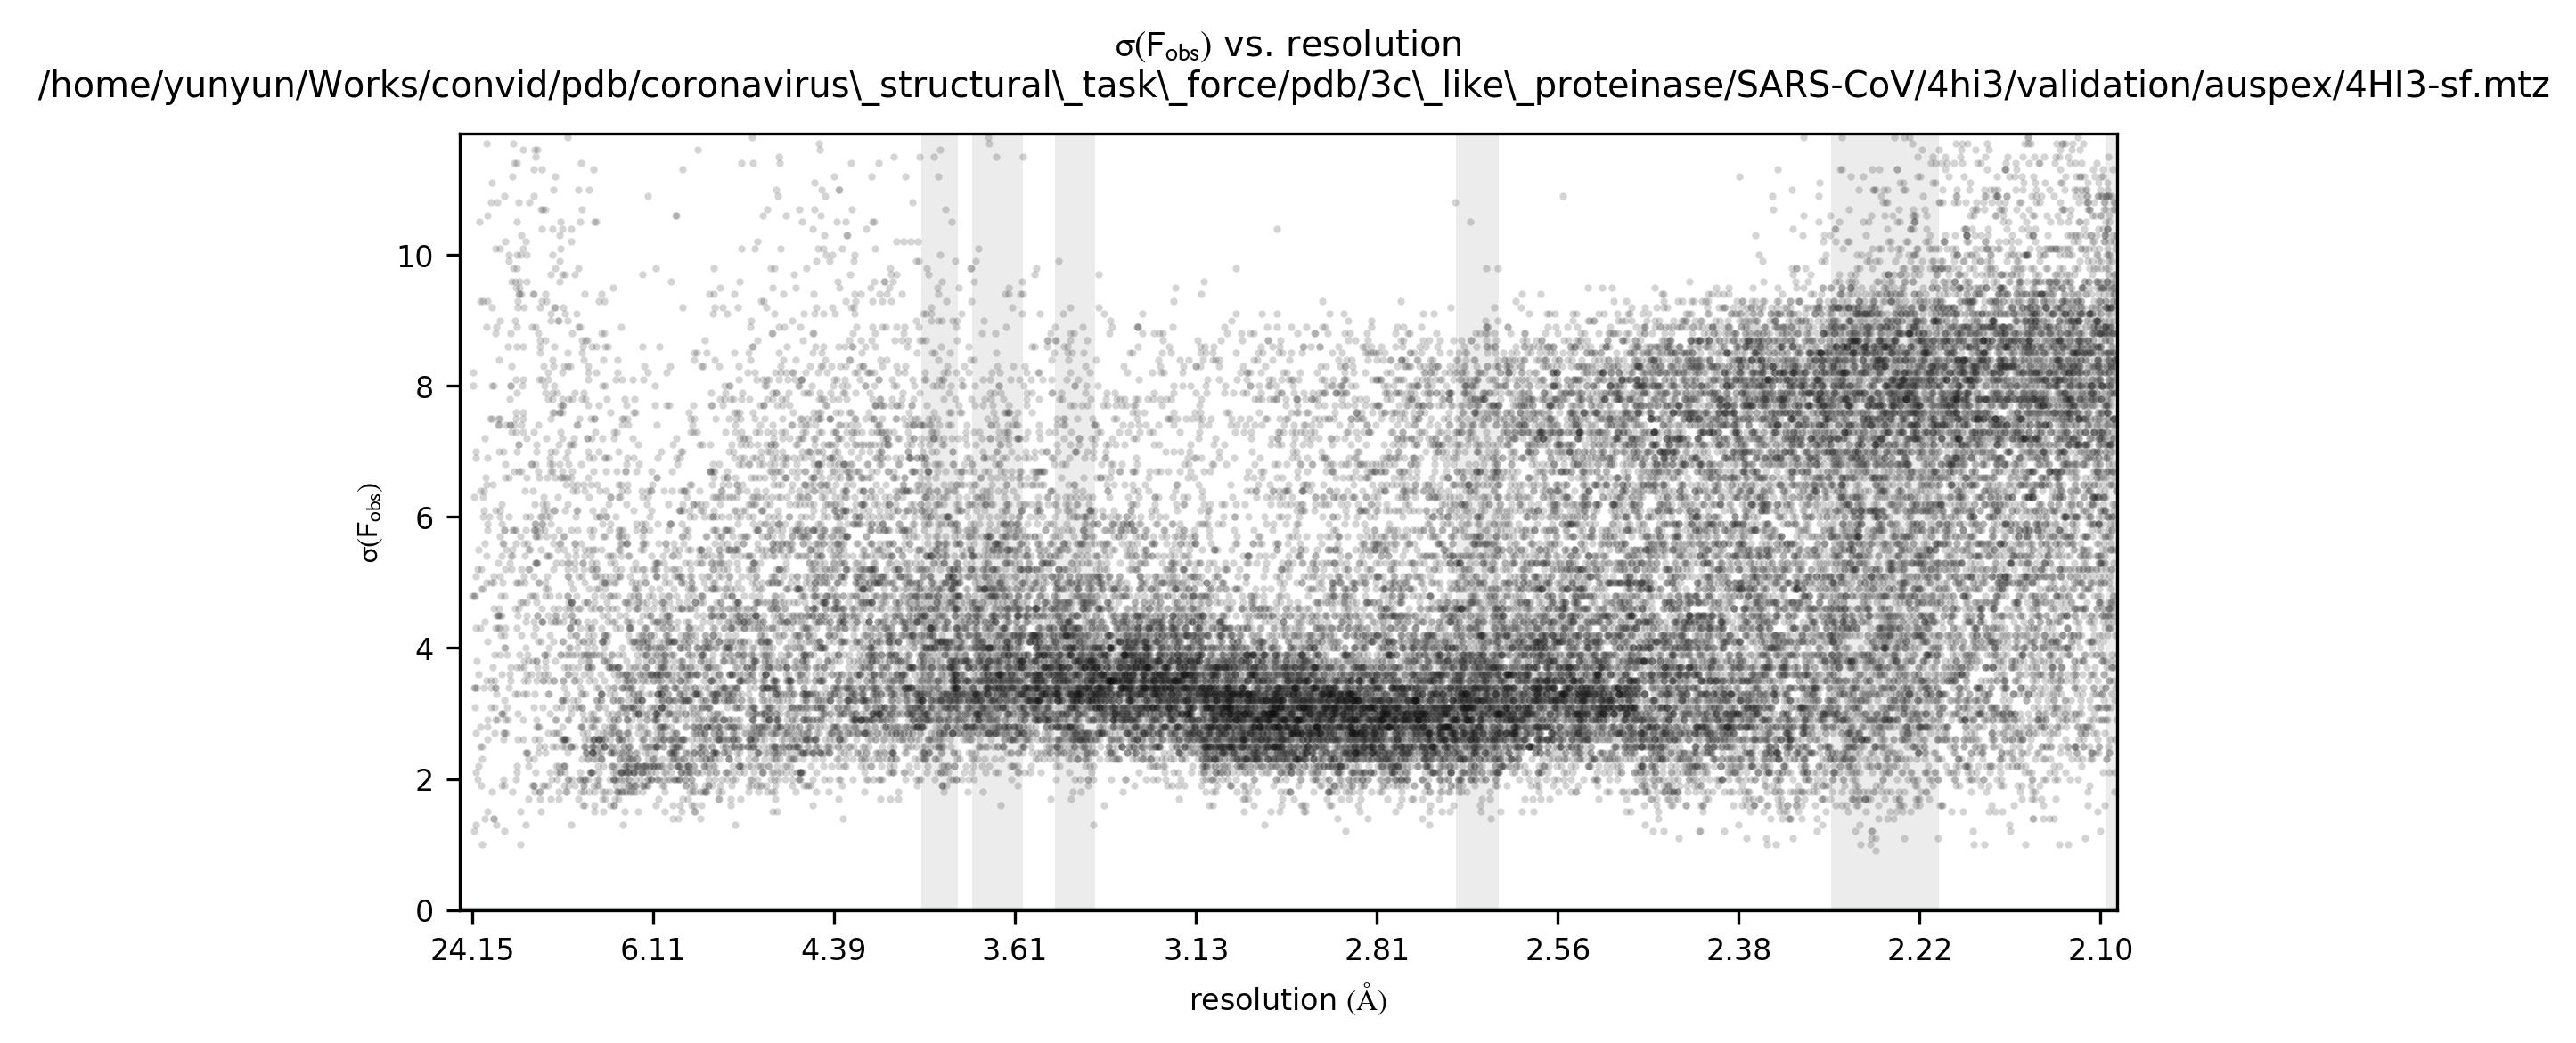 σ(Fobs) vs. resolution
/home/yunyun/Works/convid/pdb/coronavirus\_structural\_task\_force/pdb/3c\_like\_proteinase/SARS-CoV/4hi3/validation/auspex/4HI3-sf.mtz
10
8
6
4
2
0
σ(Fobs)
24.15 6.11 4.39 3.61 3.13 2.81 2.56 2.38 2.22 2.10
resolution (Å)